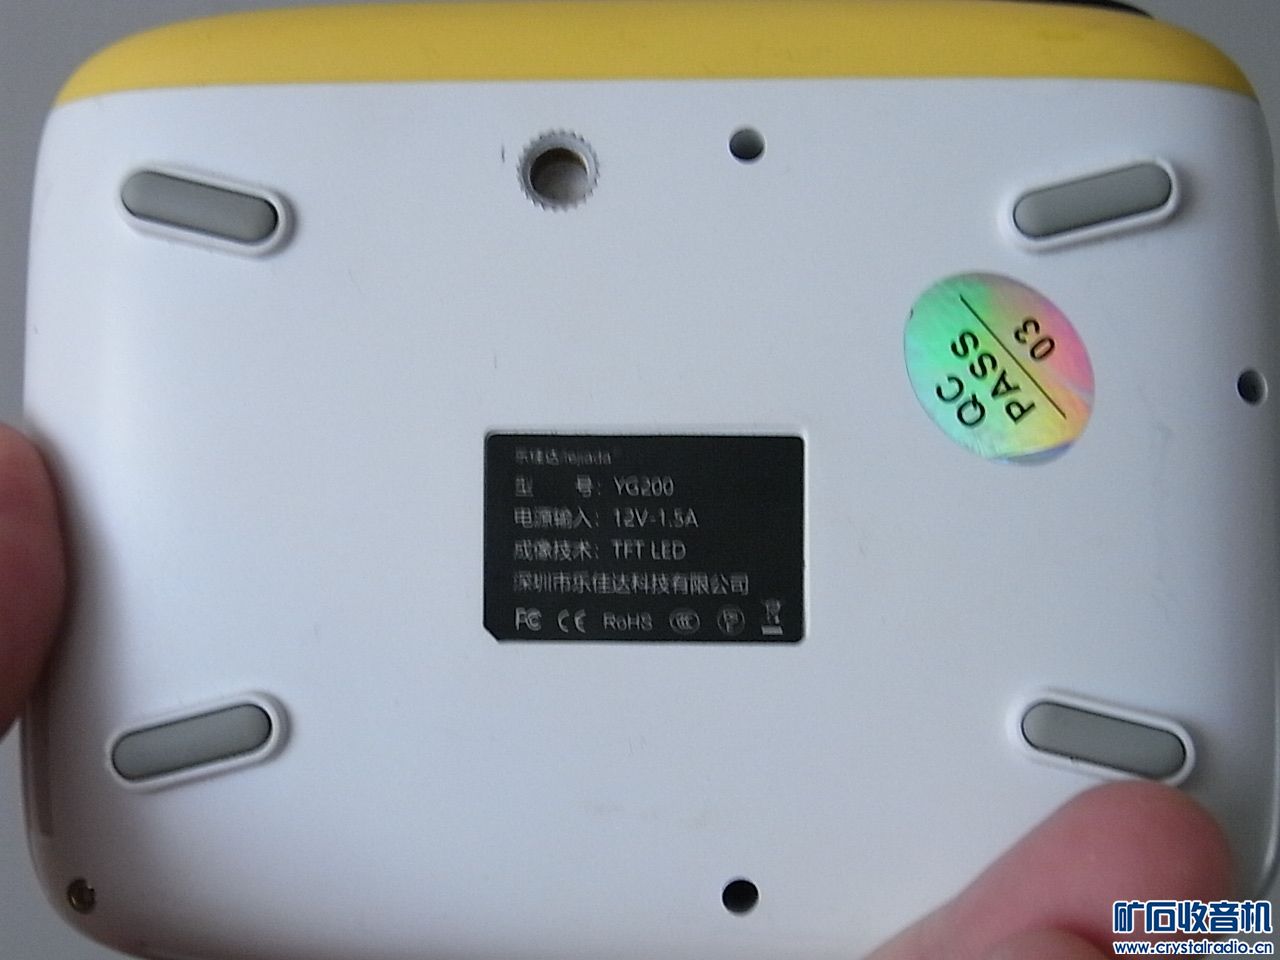 03
QC
PASS
乐佳达/lejiada
型 号：YG200
电源输入：12V-1.5A
成像技术：TFT LED
深圳市乐佳达科技有限公司
FC CE RoHS
矿石收音机
www.crystalradio.cn